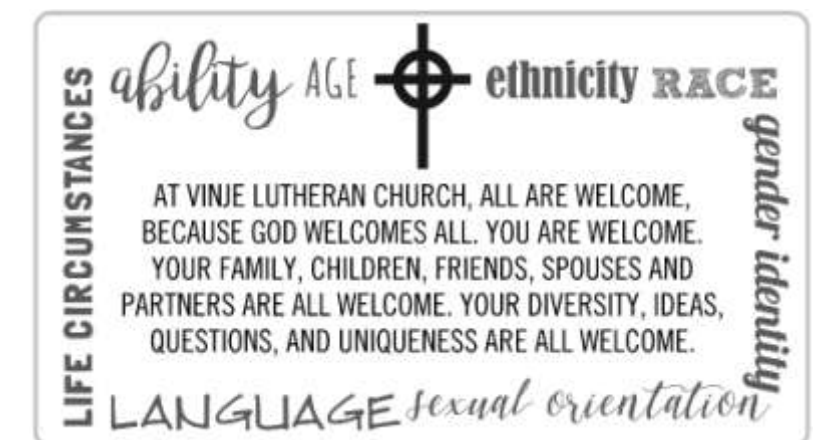 ability AGE ethnicity RACE
LIFE CIRCUMSTANCES
gender identity
AT VINJE LUTHERAN CHURCH, ALL ARE WELCOME,
BECAUSE GOD WELCOMES ALL. YOU ARE WELCOME.
YOUR FAMILY, CHILDREN, FRIENDS, SPOUSES AND
PARTNERS ARE ALL WELCOME. YOUR DIVERSITY, IDEAS,
QUESTIONS, AND UNIQUENESS ARE ALL WELCOME.
LANGUAGE sexual orientation